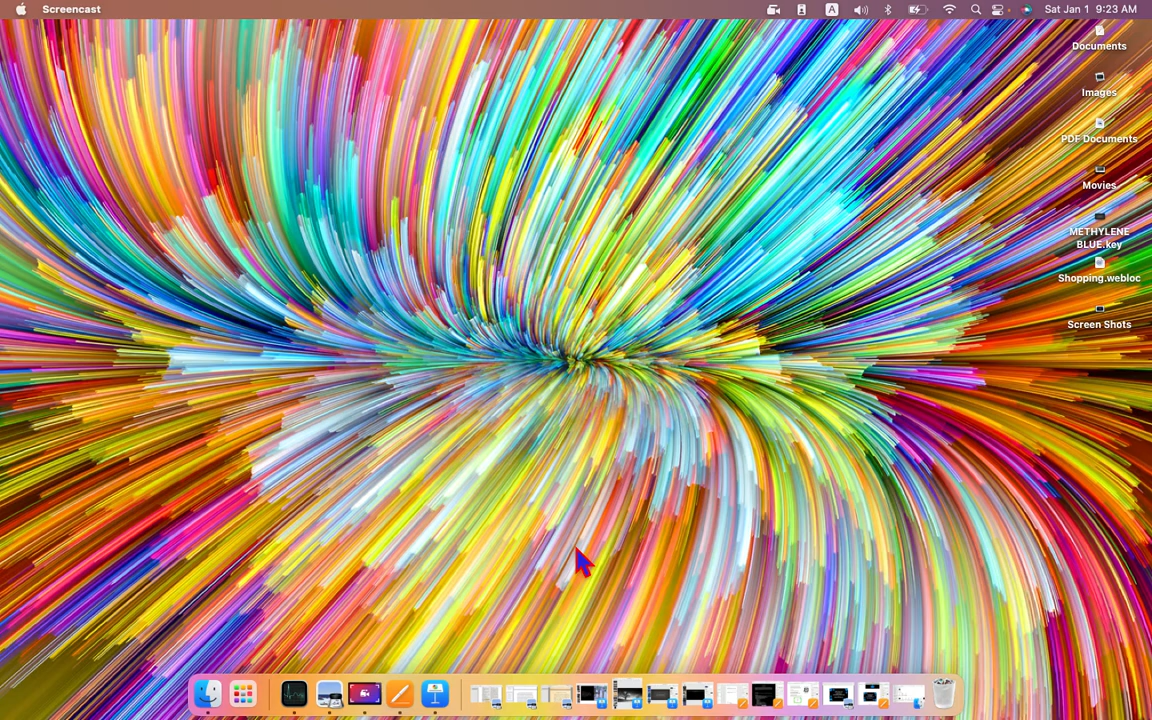 Screencast
A
Sat Jan 1 9:23 AM
Documents
Images
PDF Documents
Movies
METHYLENE
BLUE.key
Shopping.webloc
Screen Shots